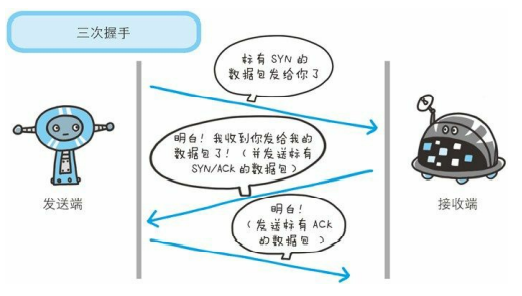 三次握手
标有 SYN 的
数据包发给你了
明白！我收到你发给我的
数据包了！（并发送标有
SYN/ACK 的数据包）
发送端
接收端
明白！
（发送标有 ACK
的数据包 ）